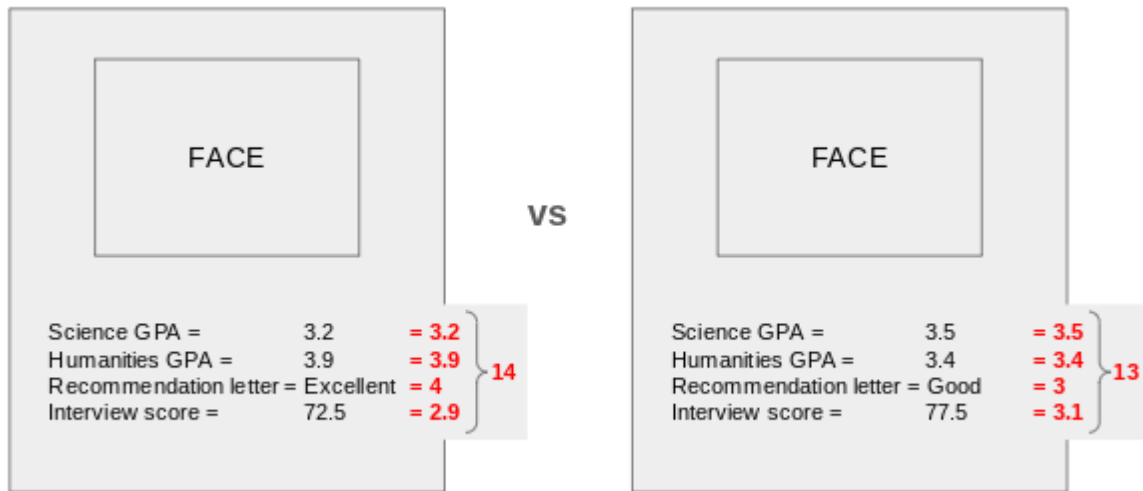 FACE
Science GPA = 3.2 = 3.2
Humanities GPA = 3.9 = 3.9
Recommendation letter = Excellent = 4
Interview score = 72.5 = 2.9
14
vs
FACE
Science GPA = 3.5 = 3.5
Humanities GPA = 3.4 = 3.4
Recommendation letter = Good = 3
Interview score = 77.5 = 3.1
13